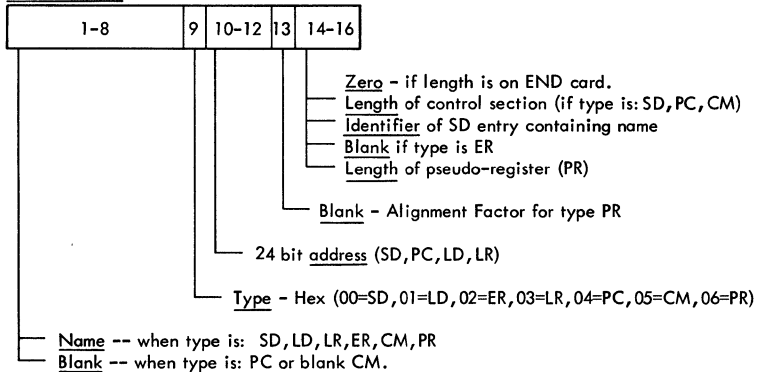 1-8 9 10-12 13 14-16
Zero - if length is on END card.
Length of control section (if type is: SD, PC, CM)
Identifier of SD entry containing name
Blank if type is ER
Length of pseudo-register (PR)
Blank - Alignment Factor for type PR
24 bit address (SD, PC, LD, LR)
Type - Hex (00=SD, 01=LD, 02=ER, 03=LR, 04=PC, 05=CM, 06=PR)
Name -- when type is: SD, LD, LR, ER, CM, PR
Blank -- when type is: PC or blank CM.